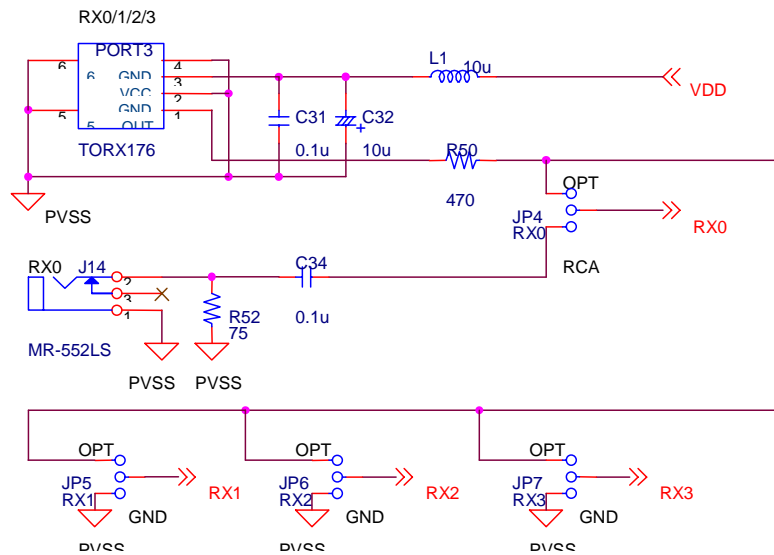 RX0/1/2/3
PORT3
6 6 GND 4
3
VCC
2
5 5 GND
OUT 1
TORX176
L1
10u
VDD
C31
0.1u
C32
+
10u
R50
470
PVSS
OPT
JP4
RX0
RX0
RCA
RX0 J14
2
3
1
MR-552LS
C34
0.1u
R52
75
PVSS PVSS
OPT OPT OPT
JP5 JP6 JP7
RX1 RX2 RX3
RX1 RX2 RX3
GND GND GND
PVSS PVSS PVSS